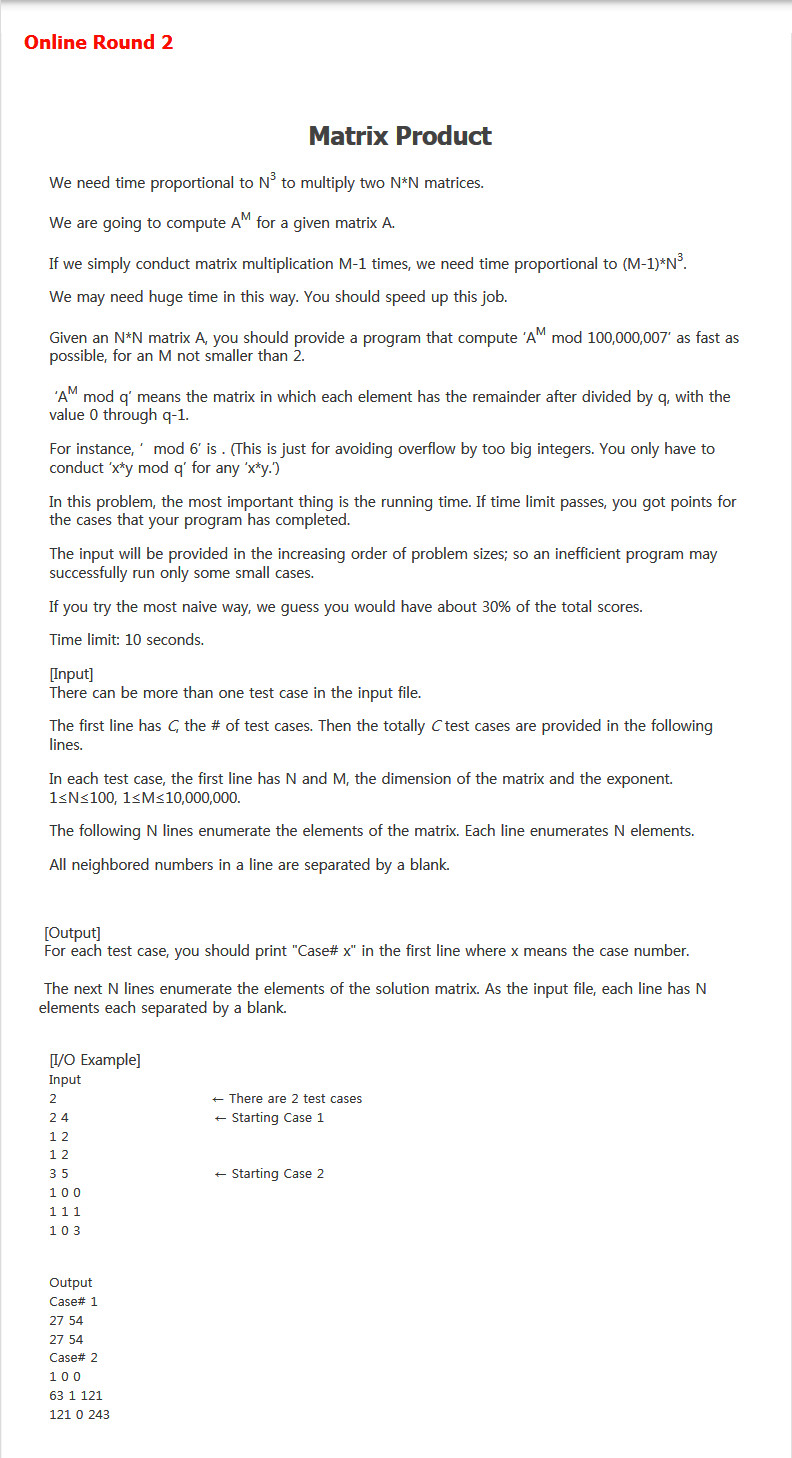 Online Round 2
Matrix Product
We need time proportional to N³ to multiply two N*N matrices.
We are going to compute Aᴹ for a given matrix A.
If we simply conduct matrix multiplication M-1 times, we need time proportional to (M-1)*N³.
We may need huge time in this way. You should speed up this job.
Given an N*N matrix A, you should provide a program that compute ‘Aᴹ mod 100,000,007’ as fast as
possible, for an M not smaller than 2.
‘Aᴹ mod q’ means the matrix in which each element has the remainder after divided by q, with the
value 0 through q-1.
For instance, ‘ mod 6’ is . (This is just for avoiding overflow by too big integers. You only have to
conduct ‘x*y mod q’ for any ‘x*y.’)
In this problem, the most important thing is the running time. If time limit passes, you got points for
the cases that your program has completed.
The input will be provided in the increasing order of problem sizes; so an inefficient program may
successfully run only some small cases.
If you try the most naive way, we guess you would have about 30% of the total scores.
Time limit: 10 seconds.
[Input]
There can be more than one test case in the input file.
The first line has C, the # of test cases. Then the totally C test cases are provided in the following
lines.
In each test case, the first line has N and M, the dimension of the matrix and the exponent.
1≤N≤100, 1≤M≤10,000,000.
The following N lines enumerate the elements of the matrix. Each line enumerates N elements.
All neighbored numbers in a line are separated by a blank.
[Output]
For each test case, you should print "Case# x" in the first line where x means the case number.
The next N lines enumerate the elements of the solution matrix. As the input file, each line has N
elements each separated by a blank.
[I/O Example]
Input
2 ← There are 2 test cases
2 4 ← Starting Case 1
1 2
1 2
3 5 ← Starting Case 2
1 0 0
1 1 1
1 0 3
Output
Case# 1
27 54
27 54
Case# 2
1 0 0
63 1 121
121 0 243